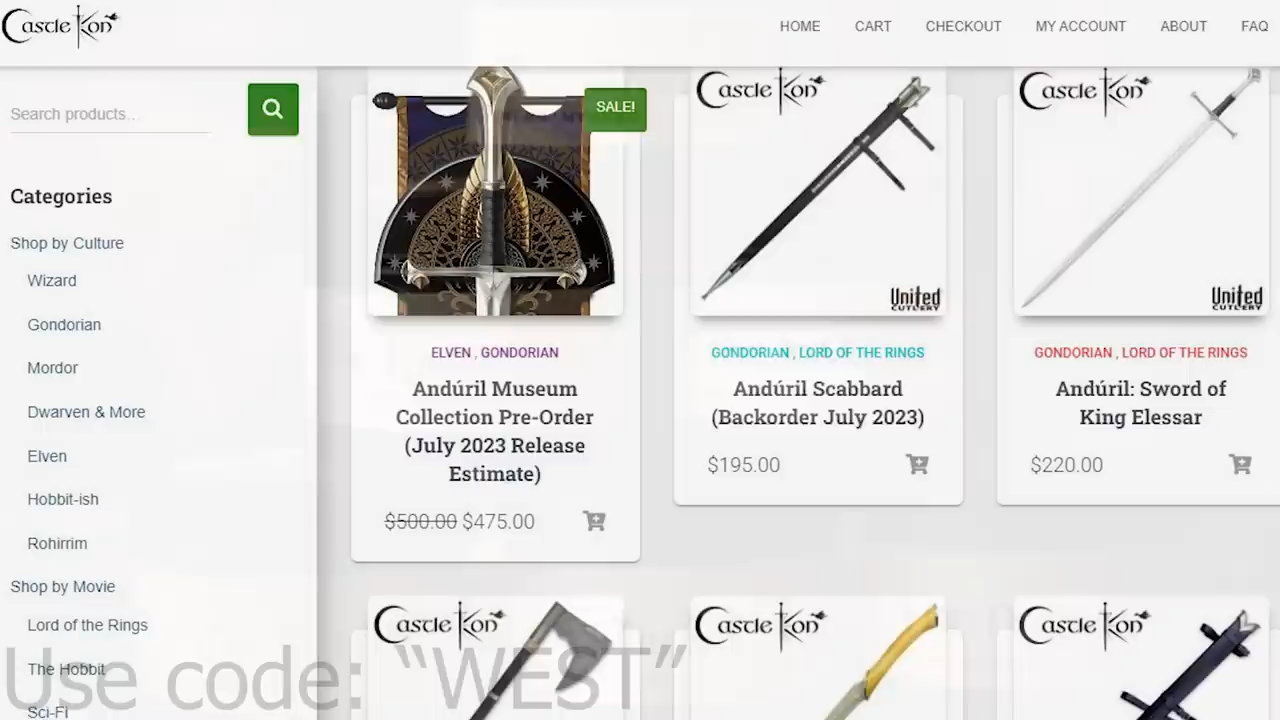 Castle Kon
HOME
CART
CHECKOUT
MY ACCOUNT
ABOUT
FAQ
Search products…
Categories
Shop by Culture
Wizard
Gondorian
Mordor
Dwarven & More
Elven
Hobbit-ish
Rohirrim
Shop by Movie
Lord of the Rings
The Hobbit
Sci-Fi
SALE!
ELVEN , GONDORIAN
Andúril Museum
Collection Pre-Order
(July 2023 Release
Estimate)
$500.00 $475.00
Castle Kon
United
CUTLERY
GONDORIAN , LORD OF THE RINGS
Andúril Scabbard
(Backorder July 2023)
$195.00
Castle Kon
United
CUTLERY
GONDORIAN , LORD OF THE RINGS
Andúril: Sword of
King Elessar
$220.00
Castle Kon
Castle Kon
Castle Kon
Use code: “WEST”